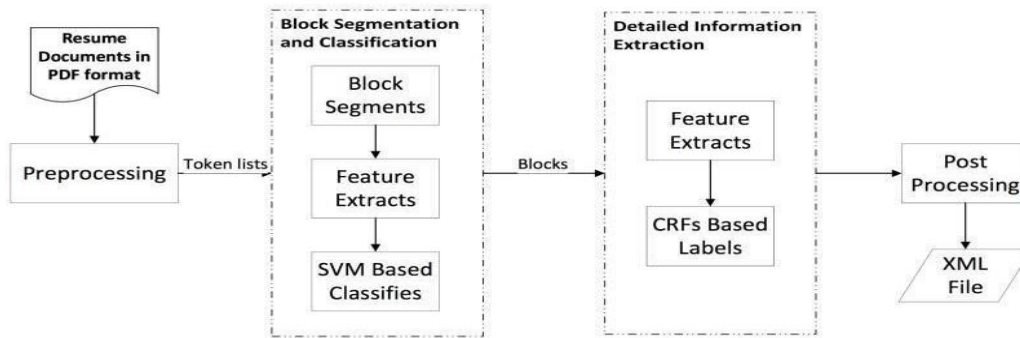 Resume
Documents in
PDF format
Preprocessing
Token lists
Block Segmentation
and Classification
Block
Segments
Feature
Extracts
SVM Based
Classifies
Blocks
Detailed Information
Extraction
Feature
Extracts
CRFs Based
Labels
Post
Processing
XML
File